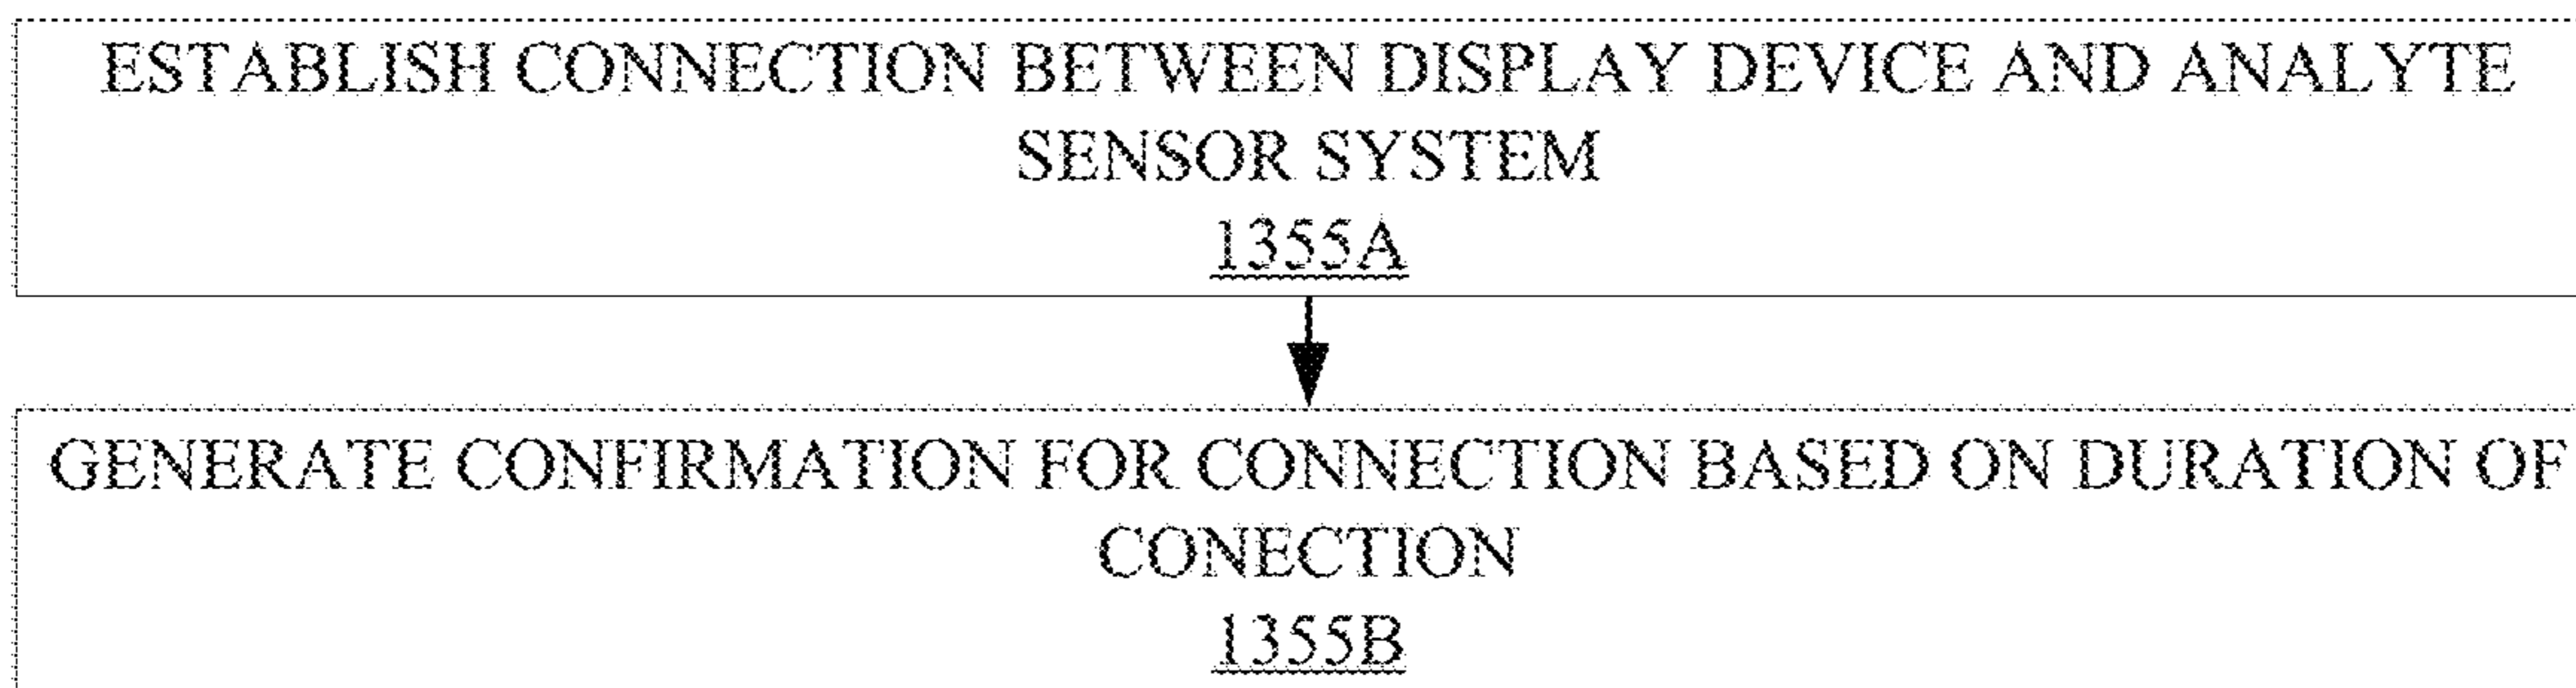 ESTABLISH CONNECTION BETWEEN DISPLAY DEVICE AND ANALYTE
SENSOR SYSTEM
1355A
GENERATE CONFIRMATION FOR CONNECTION BASED ON DURATION OF
CONECTION
1355B